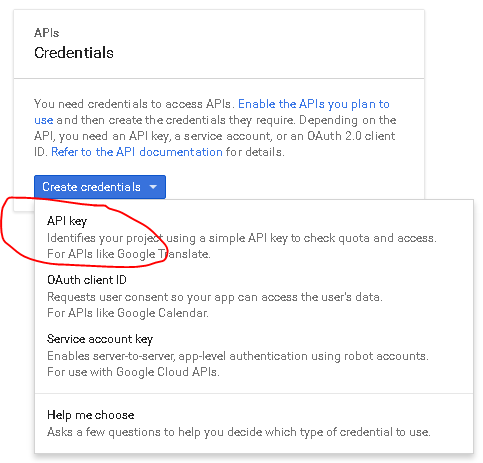 APIs
Credentials
You need credentials to access APIs. Enable the APIs you plan to
use and then create the credentials they require. Depending on the
API, you need an API key, a service account, or an OAuth 2.0 client
ID. Refer to the API documentation for details.
Create credentials
API key
Identifies your project using a simple API key to check quota and access.
For APIs like Google Translate.
OAuth client ID
Requests user consent so your app can access the user's data.
For APIs like Google Calendar.
Service account key
Enables server-to-server, app-level authentication using robot accounts.
For use with Google Cloud APIs.
Help me choose
Asks a few questions to help you decide which type of credential to use.